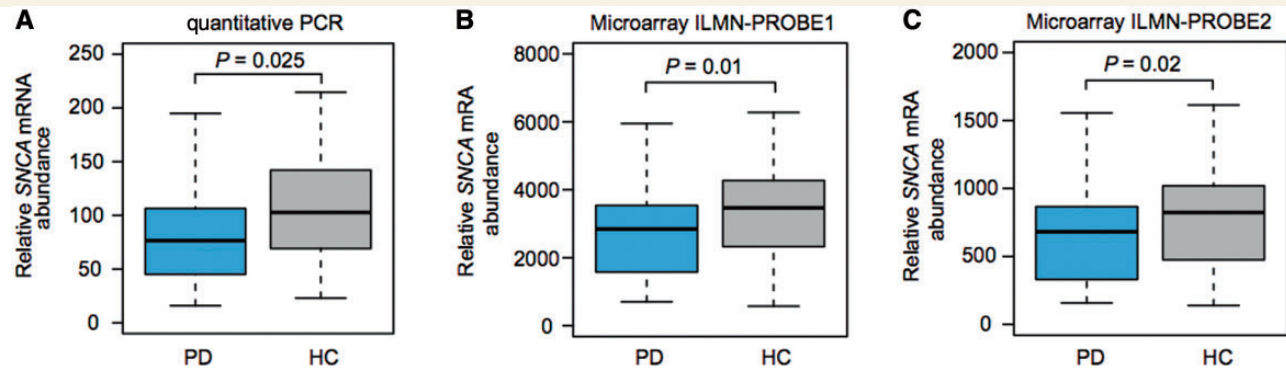 A
quantitative PCR
Relative SNCA mRNA
abundance
250
200
150
100
50
0
P = 0.025
PD
HC
B
Microarray ILMN-PROBE1
Relative SNCA mRA
abundance
8000
6000
4000
2000
0
P = 0.01
PD
HC
C
Microarray ILMN-PROBE2
Relative SNCA mRA
abundance
2000
1500
1000
500
0
P = 0.02
PD
HC